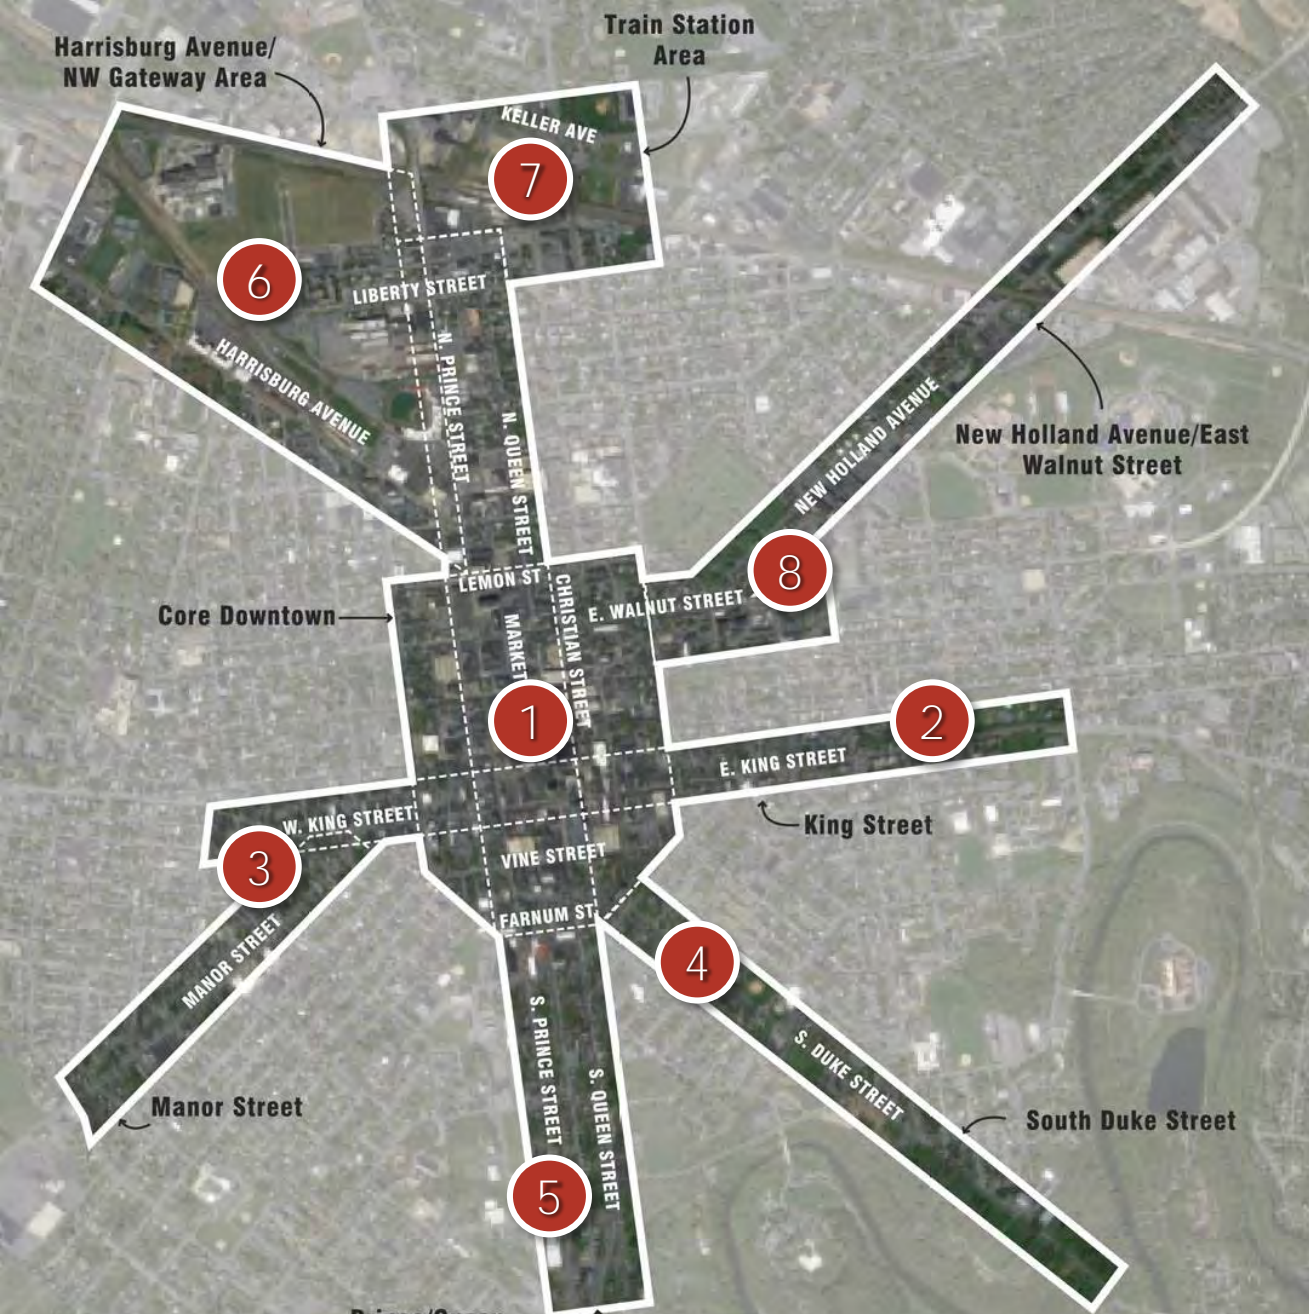 Train Station
Area
Harrisburg Avenue/
NW Gateway Area
KELLER AVE
7
6
LIBERTY STREET
HARRISBURG AVENUE
N. PRINCE STREET
N. QUEEN STREET
NEW HOLLAND AVENUE
New Holland Avenue/East
Walnut Street
8
LEMON ST
E. WALNUT STREET
Core Downtown
MARKET
CHRISTIAN STREET
1
2
E. KING STREET
King Street
W. KING STREET
3
VINE STREET
FARNUM ST
MANOR STREET
4
S. DUKE STREET
Manor Street
South Duke Street
S. PRINCE STREET
S. QUEEN STREET
5